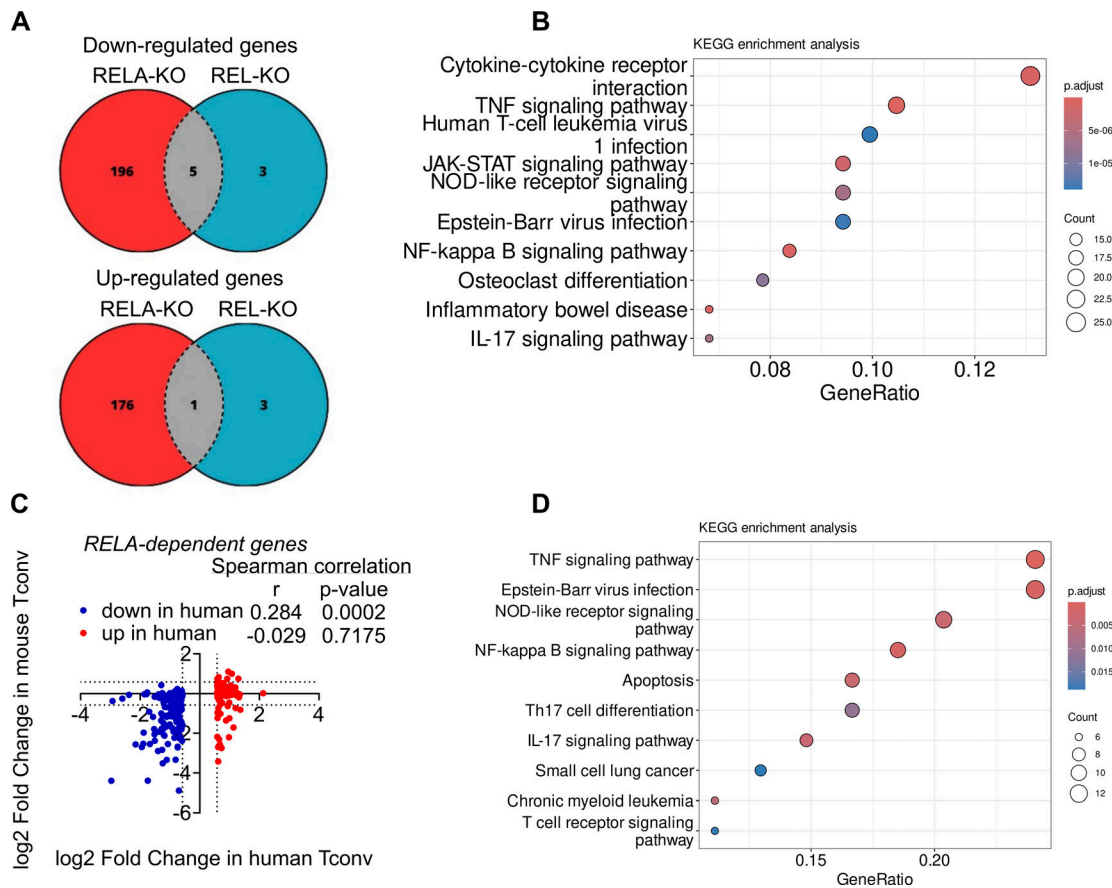 A
Down-regulated genes
RELA-KO
REL-KO
196
5
3
Up-regulated genes
RELA-KO
REL-KO
176
1
3
B
KEGG enrichment analysis
Cytokine-cytokine receptor
interaction
TNF signaling pathway
Human T-cell leukemia virus
1 infection
JAK-STAT signaling pathway
NOD-like receptor signaling
pathway
Epstein-Barr virus infection
NF-kappa B signaling pathway
Osteoclast differentiation
Inflammatory bowel disease
IL-17 signaling pathway
0.08
0.10
0.12
GeneRatio
p.adjust
5e-06
1e-05
Count
15.0
17.5
20.0
22.5
25.0
C
RELA-dependent genes
Spearman correlation
r p-value
down in human 0.284 0.0002
up in human -0.029 0.7175
log2 Fold Change in mouse Tconv
2
0
-4 -2 2 4
-2
-4
-6
log2 Fold Change in human Tconv
D
KEGG enrichment analysis
TNF signaling pathway
Epstein-Barr virus infection
NOD-like receptor signaling
pathway
NF-kappa B signaling pathway
Apoptosis
Th17 cell differentiation
IL-17 signaling pathway
Small cell lung cancer
Chronic myeloid leukemia
T cell receptor signaling
pathway
0.15
0.20
GeneRatio
p.adjust
0.005
0.010
0.015
Count
6
8
10
12